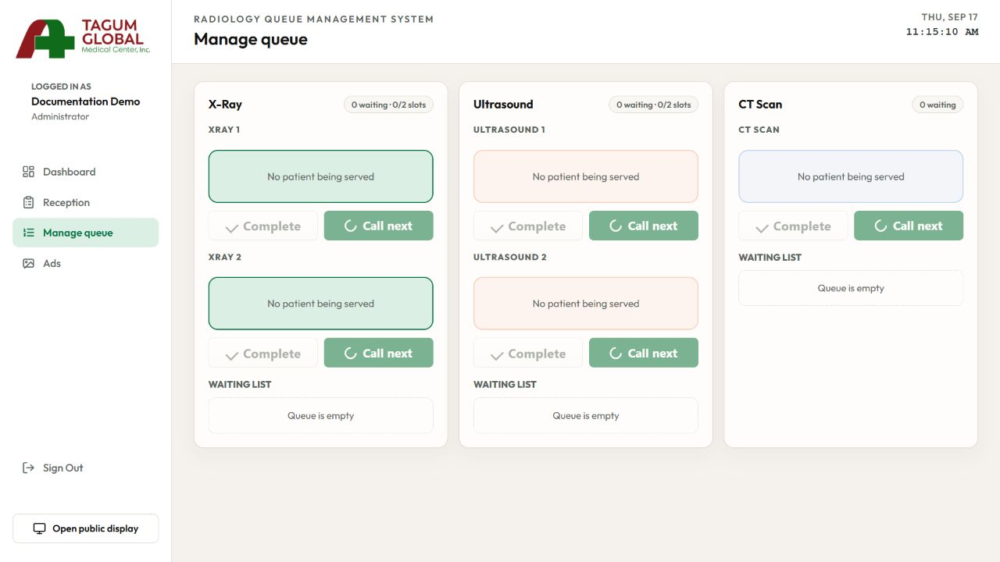 TAGUM
GLOBAL
Medical Center, Inc.
LOGGED IN AS
Documentation Demo
Administrator
Dashboard
Reception
Manage queue
Ads
Sign Out
Open public display
RADIOLOGY QUEUE MANAGEMENT SYSTEM
Manage queue
THU, SEP 17
11:15:10 AM
X-Ray
0 waiting · 0/2 slots
XRAY 1
No patient being served
Complete
Call next
XRAY 2
No patient being served
Complete
Call next
WAITING LIST
Queue is empty
Ultrasound
0 waiting · 0/2 slots
ULTRASOUND 1
No patient being served
Complete
Call next
ULTRASOUND 2
No patient being served
Complete
Call next
WAITING LIST
Queue is empty
CT Scan
0 waiting
CT SCAN
No patient being served
Complete
Call next
WAITING LIST
Queue is empty